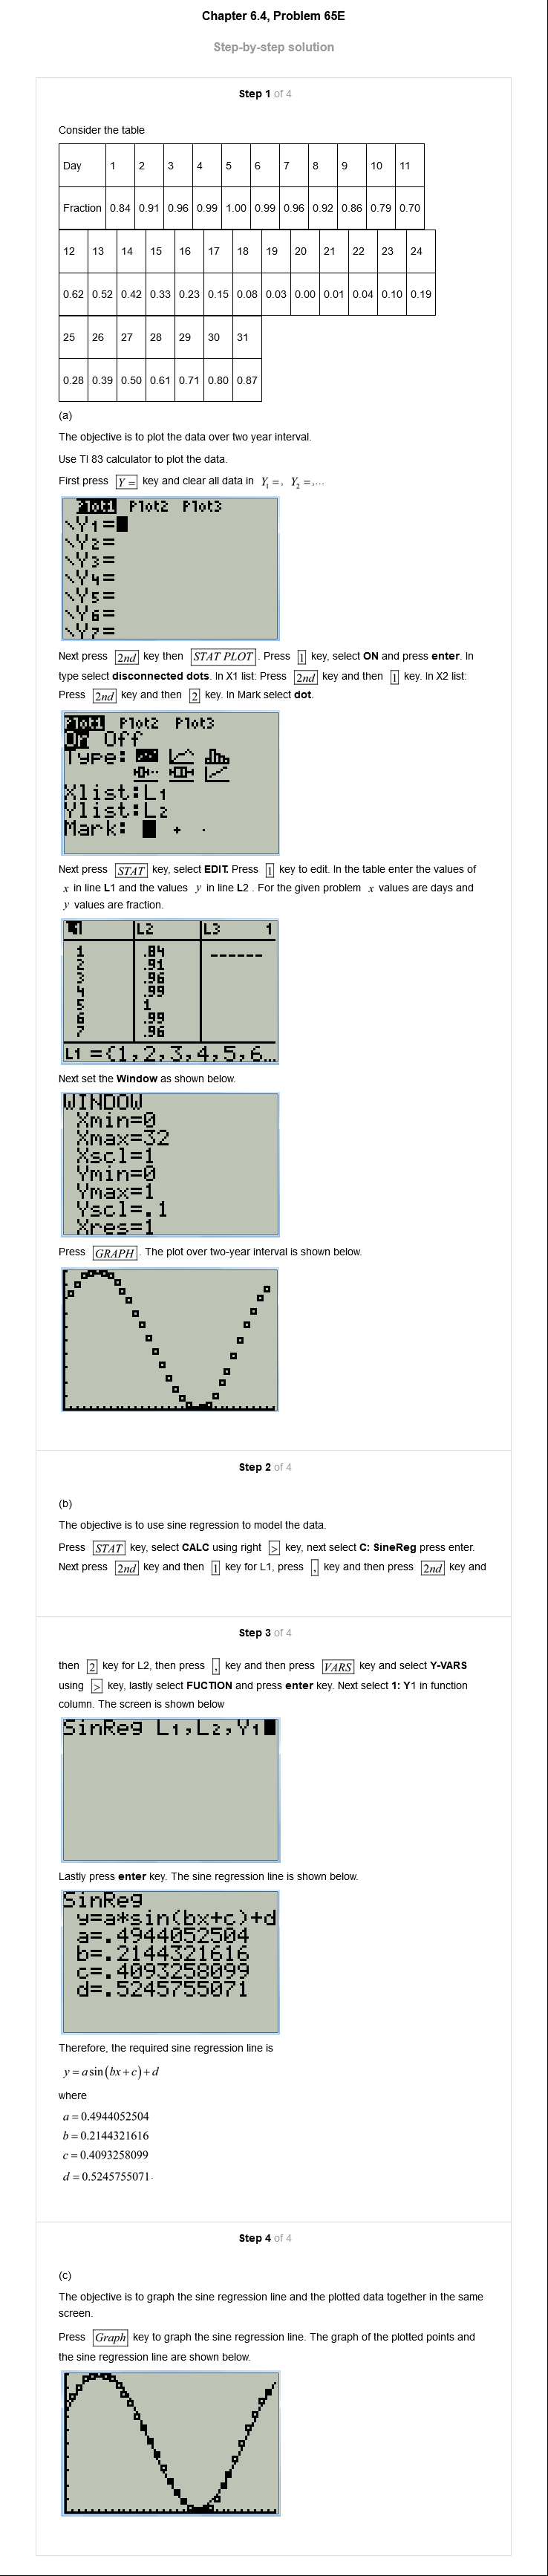 Chapter 6.4, Problem 65E
Step-by-step solution
Step 1 of 4
Consider the table
Day 1 2 3 4 5 6 7 8 9 10 11
Fraction 0.84 0.91 0.96 0.99 1.00 0.99 0.96 0.92 0.86 0.79 0.70
12 13 14 15 16 17 18 19 20 21 22 23 24
0.62 0.52 0.42 0.33 0.23 0.15 0.08 0.03 0.00 0.01 0.04 0.10 0.19
25 26 27 28 29 30 31
0.28 0.39 0.50 0.61 0.71 0.80 0.87
(a)
The objective is to plot the data over two year interval.
Use TI 83 calculator to plot the data.
First press Y = key and clear all data in Y₁ =, Y₂ =,...
Plot1 Plot2 Plot3
\Y1=
\Y2=
\Y3=
\Y4=
\Y5=
\Y6=
\Y7=
Next press 2nd key then STAT PLOT. Press 1 key, select ON and press enter. In
type select disconnected dots. In X1 list: Press 2nd key and then 1 key. In X2 list:
Press 2nd key and then 2 key. In Mark select dot.
Plot1 Plot2 Plot3
On Off
Type:
Xlist:L1
Ylist:L2
Mark: + ·
Next press STAT key, select EDIT. Press 1 key to edit. In the table enter the values of
x in line L1 and the values y in line L2 . For the given problem x values are days and
y values are fraction.
L1 L2 L3 1
1 .84 ------
2 .91
3 .96
4 .99
5 1
6 .99
7 .96
L1 ={1,2,3,4,5,6...
Next set the Window as shown below.
WINDOW
Xmin=0
Xmax=32
Xscl=1
Ymin=0
Ymax=1
Yscl=.1
Xres=1
Press GRAPH. The plot over two-year interval is shown below.
Step 2 of 4
(b)
The objective is to use sine regression to model the data.
Press STAT key, select CALC using right > key, next select C: SineReg press enter.
Next press 2nd key and then 1 key for L1, press , key and then press 2nd key and
Step 3 of 4
then 2 key for L2, then press , key and then press VARS key and select Y-VARS
using > key, lastly select FUCTION and press enter key. Next select 1: Y1 in function
column. The screen is shown below
SinReg L1,L2,Y1
Lastly press enter key. The sine regression line is shown below.
SinReg
y=a*sin(bx+c)+d
a=.4944052504
b=.2144321616
c=.4093258099
d=.5245755071
Therefore, the required sine regression line is
y = a sin(bx+c)+d
where
a = 0.4944052504
b = 0.2144321616
c = 0.4093258099
d = 0.5245755071.
Step 4 of 4
(c)
The objective is to graph the sine regression line and the plotted data together in the same
screen.
Press Graph key to graph the sine regression line. The graph of the plotted points and
the sine regression line are shown below.